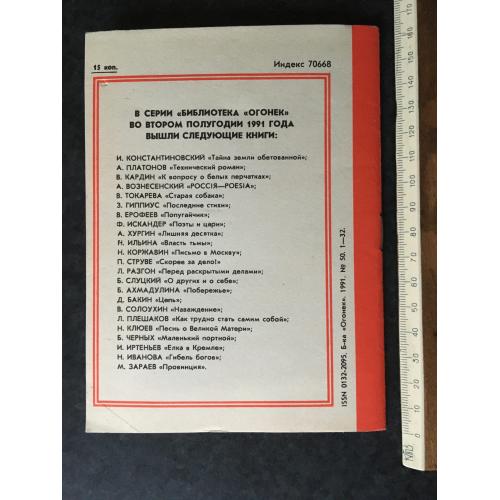 15 коп.
Индекс 70668
В СЕРИИ «БИБЛИОТЕКА «ОГОНЕК»
ВО ВТОРОМ ПОЛУГОДИИ 1991 ГОДА
ВЫШЛИ СЛЕДУЮЩИЕ КНИГИ:
И. КОНСТАНТИНОВСКИЙ «Тайна земли обетованной»;
А. ПЛАТОНОВ «Технический роман»;
В. КАРДИН «К вопросу о белых перчатках»;
А. ВОЗНЕСЕНСКИЙ «РОССIЯ—POESIA»;
В. ТОКАРЕВА «Старая собака»;
З. ГИППИУС «Последние стихи»;
В. ЕРОФЕЕВ «Попугайчик»;
Ф. ИСКАНДЕР «Поэты и цари»;
А. ХУРГИН «Лишняя десятка»;
Н. ИЛЬИНА «Власть тьмы»;
Н. КОРЖАВИН «Письмо в Москву»;
П. СТРУВЕ «Скорее за дело!»;
Л. РАЗГОН «Перед раскрытыми делами»;
Б. СЛУЦКИЙ «О других и о себе»;
Б. АХМАДУЛИНА «Побережье»;
Д. БАКИН «Цепь»;
В. СОЛОУХИН «Наваждение»;
Л. ПЛЕШАКОВ «Как трудно стать самим собой»;
Н. КЛЮЕВ «Песнь о Великой Матери»;
Б. ЧЕРНЫХ «Маленький портной»;
И. ИРТЕНЬЕВ «Елка в Кремле»;
Н. ИВАНОВА «Гибель богов»;
М. ЗАРАЕВ «Провинция».
ISSN 0132-2095. Б-ка «Огонек». 1991. № 50. 1—32.